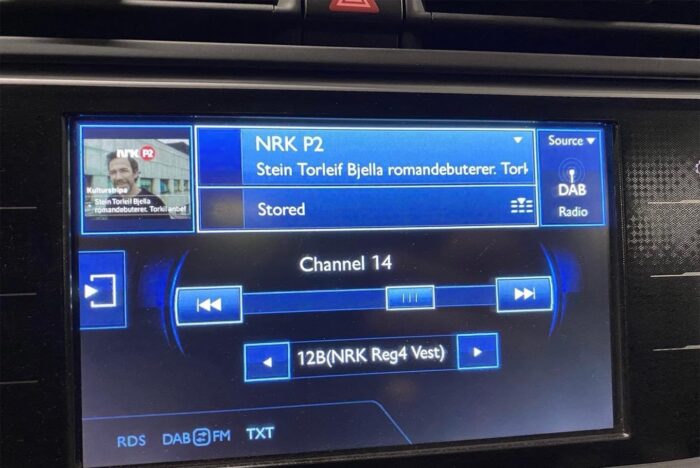 NRK P2
Kulturstripa
Stein Torleif Bjella
romandebuterer. Torkil anbef
NRK P2
Stein Torleif Bjella romandebuterer. Tork
Stored
Source
DAB
Radio
Channel 14
12B(NRK Reg4 Vest)
RDS DAB FM TXT